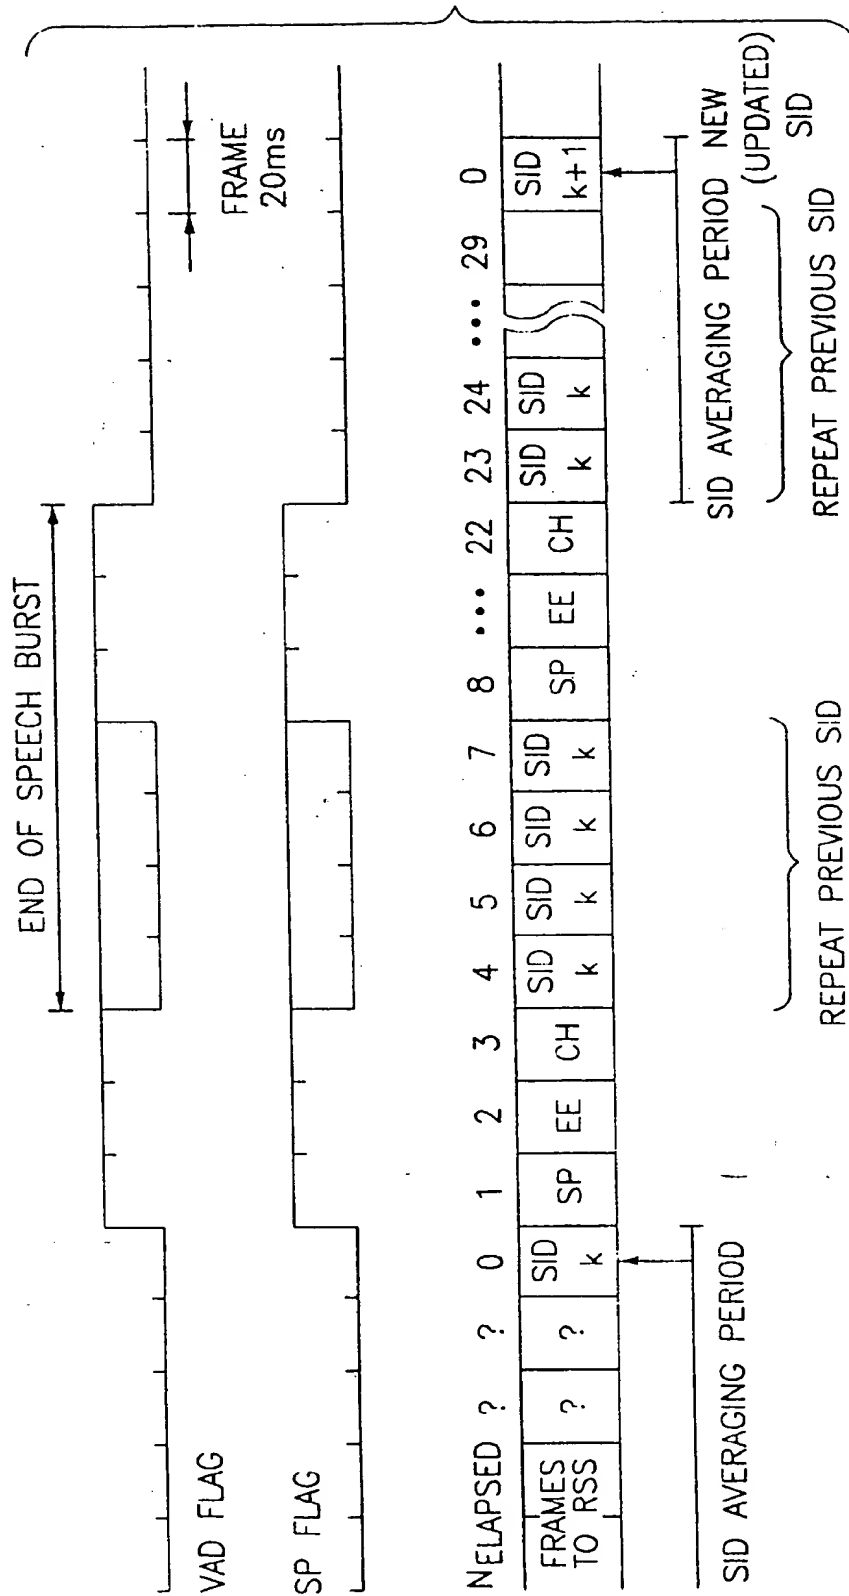 END OF SPEECH BURST
VAD FLAG
FRAME
20ms
SP FLAG
NELAPSED ? ? 0 1 2 3 4 5 6 7 8 •••• 22 23 24 •••• 29 0
FRAMES TO RSS
? ? SID k SP EE CH SID k SID k SID k SID k SP EE CH SID k SID k SID k+1
SID AVERAGING PERIOD
SID AVERAGING PERIOD
NEW
(UPDATED)
SID
REPEAT PREVIOUS SID
REPEAT PREVIOUS SID